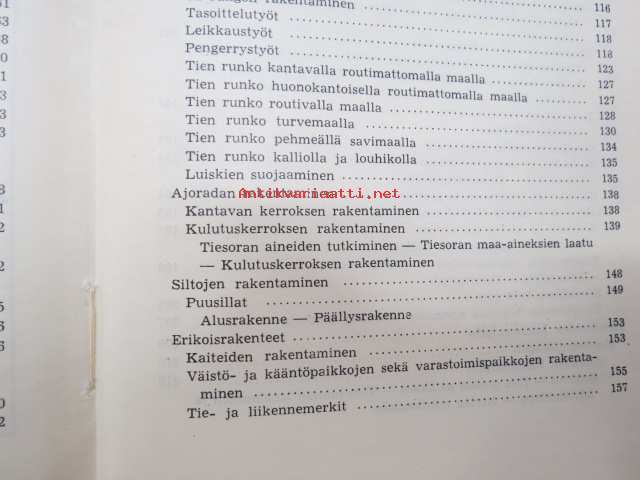 rakentaminen 116
Tasoittelutyöt 117
Leikkaustyöt 118
Pengerrystyöt 118
Tien runko kantavalla routimattomalla maalla 123
Tien runko huonokantoisella routimattomalla maalla 127
Tien runko routivalla maalla 127
Tien runko turvemaalla 128
Tien runko pehmeällä savimaalla 130
Tien runko kalliolla ja louhikolla 134
Luiskien suojaaminen 135
Ajoradan 135
Antikvariaatti.net
Kantavan kerroksen rakentaminen 138
Kulutuskerroksen rakentaminen 138
Tiesoran aineiden tutkiminen — Tiesoran maa-aineksien laatu 139
— Kulutuskerroksen rakentaminen
Siltojen rakentaminen 148
Puusillat 149
Alusrakenne — Päällysrakenne
Erikoisrakenteet 153
Kaiteiden rakentaminen 153
Väistö- ja kääntöpaikkojen sekä varastoimispaikkojen rakenta-
minen 155
Tie- ja liikennemerkit 157